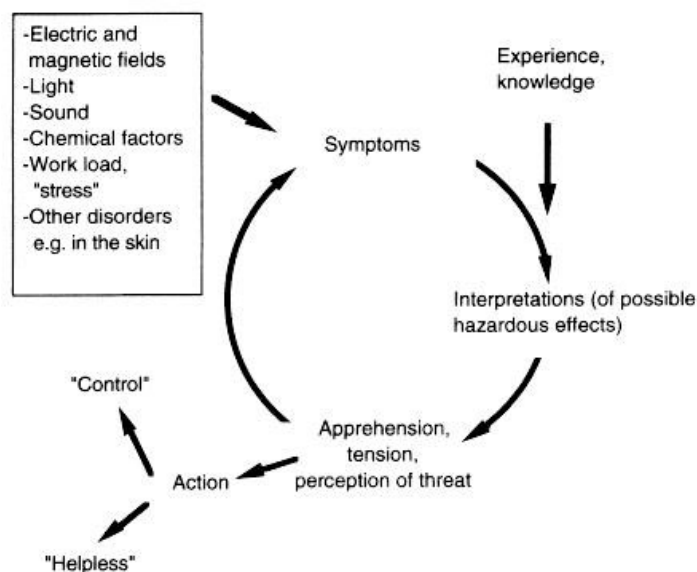 -Electric and
magnetic fields
-Light
-Sound
-Chemical factors
-Work load,
"stress"
-Other disorders
e.g. in the skin
Experience,
knowledge
Symptoms
Interpretations (of possible
hazardous effects)
Apprehension,
tension,
perception of threat
Action
"Control"
"Helpless"